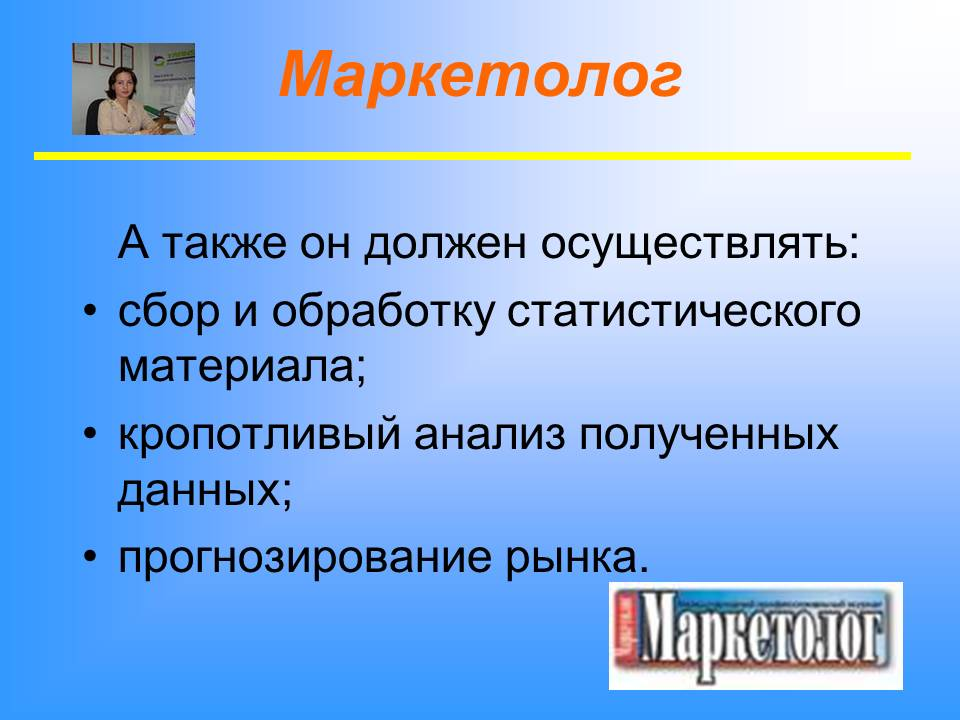 Маркетолог
А также он должен осуществлять:
• сбор и обработку статистического
материала;
• кропотливый анализ полученных
данных;
• прогнозирование рынка.
Маркетолог